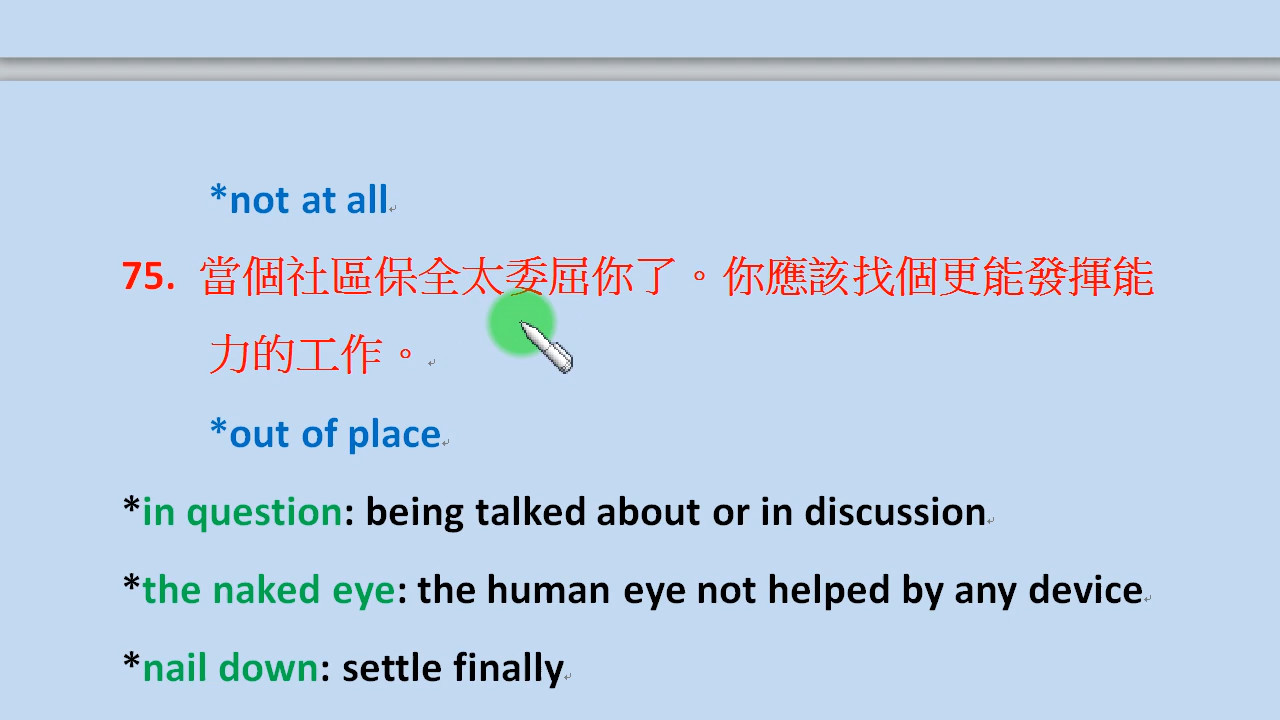 *not at all
75. 當個社區保全太委屈你了。你應該找個更能發揮能
力的工作。
*out of place
*in question: being talked about or in discussion
*the naked eye: the human eye not helped by any device
*nail down: settle finally